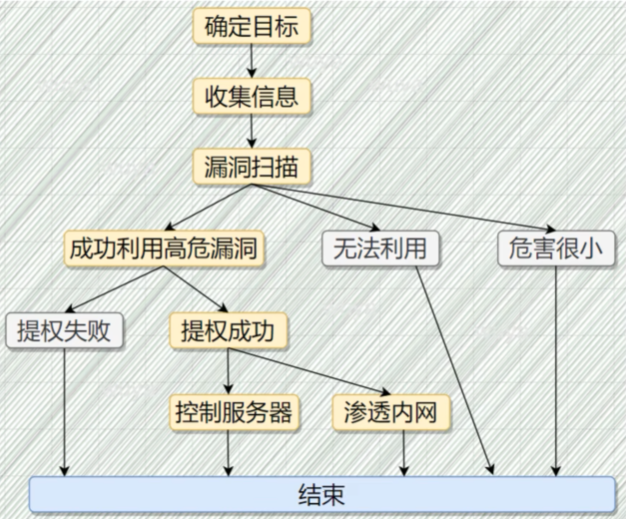 确定目标
收集信息
漏洞扫描
成功利用高危漏洞
无法利用
危害很小
提权失败
提权成功
控制服务器
渗透内网
结束